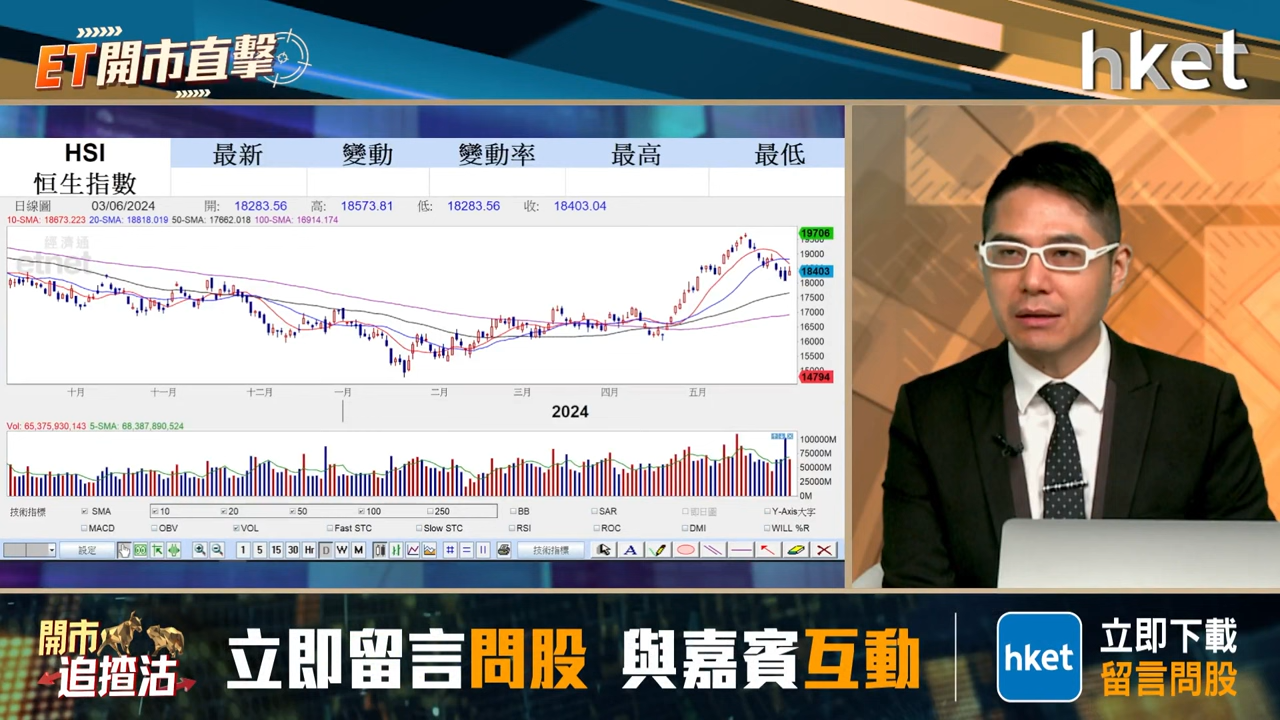 ET開市直擊
hket
HSI
恒生指數
最新
變動
變動率
最高
最低
日線圖 03/06/2024 開: 18283.56 高: 18573.81 低: 18283.56 收: 18403.04
10-SMA: 18673.223 20-SMA: 18818.019 50-SMA: 17662.018 100-SMA: 16914.174
經濟通
etnet
19706
19500
19000
18403
18000
17500
17000
16500
16000
15500
15000
14794
十月 十一月 十二月 一月 二月 三月 四月 五月
2024
Vol: 65,375,930,143 5-SMA: 68,387,890,524
100000M
75000M
50000M
25000M
0M
技術指標 SMA 10 20 50 100 250 BB SAR 即日圖 Y-Axis大字
MACD OBV VOL Fast STC Slow STC RSI ROC DMI WILL %R
設定 1 5 15 30 Hr D W M 技術指標 A
開市
追揸沽
立即留言問股 與嘉賓互動
hket
立即下載
留言問股